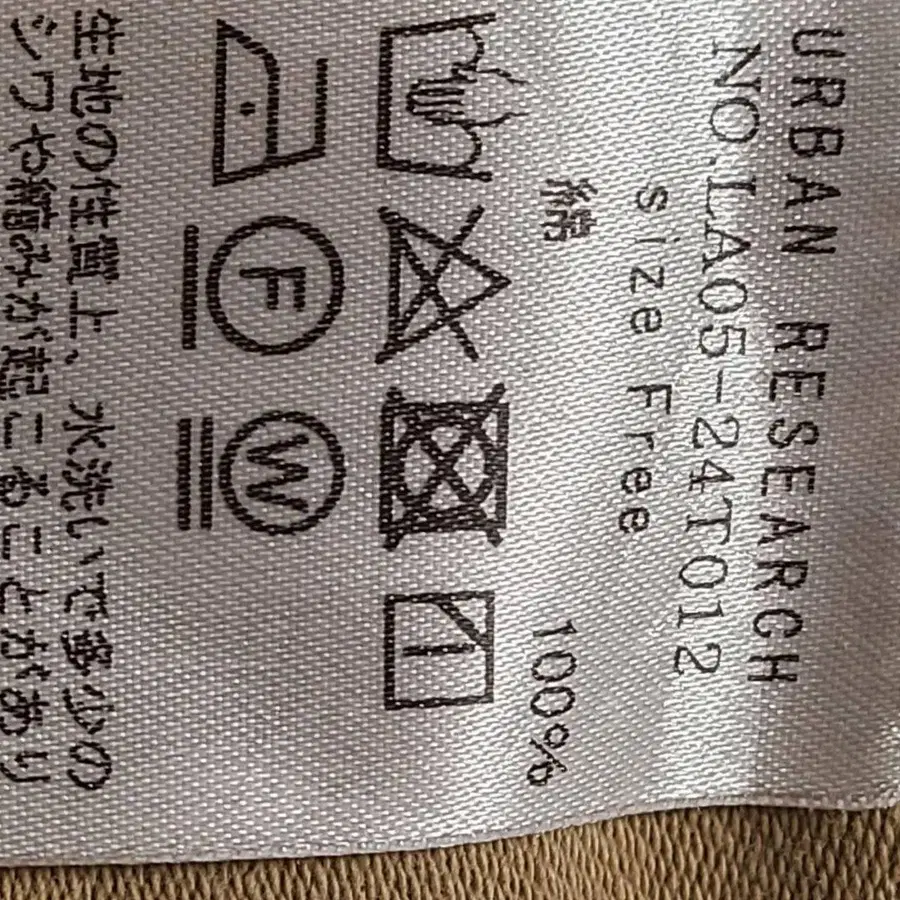 URBAN RESEARCH
NO.LA05-24T012
size Free
綿 100%
F
W
生地の性質上、水洗いで多少の
シワや縮みが起こることがあり